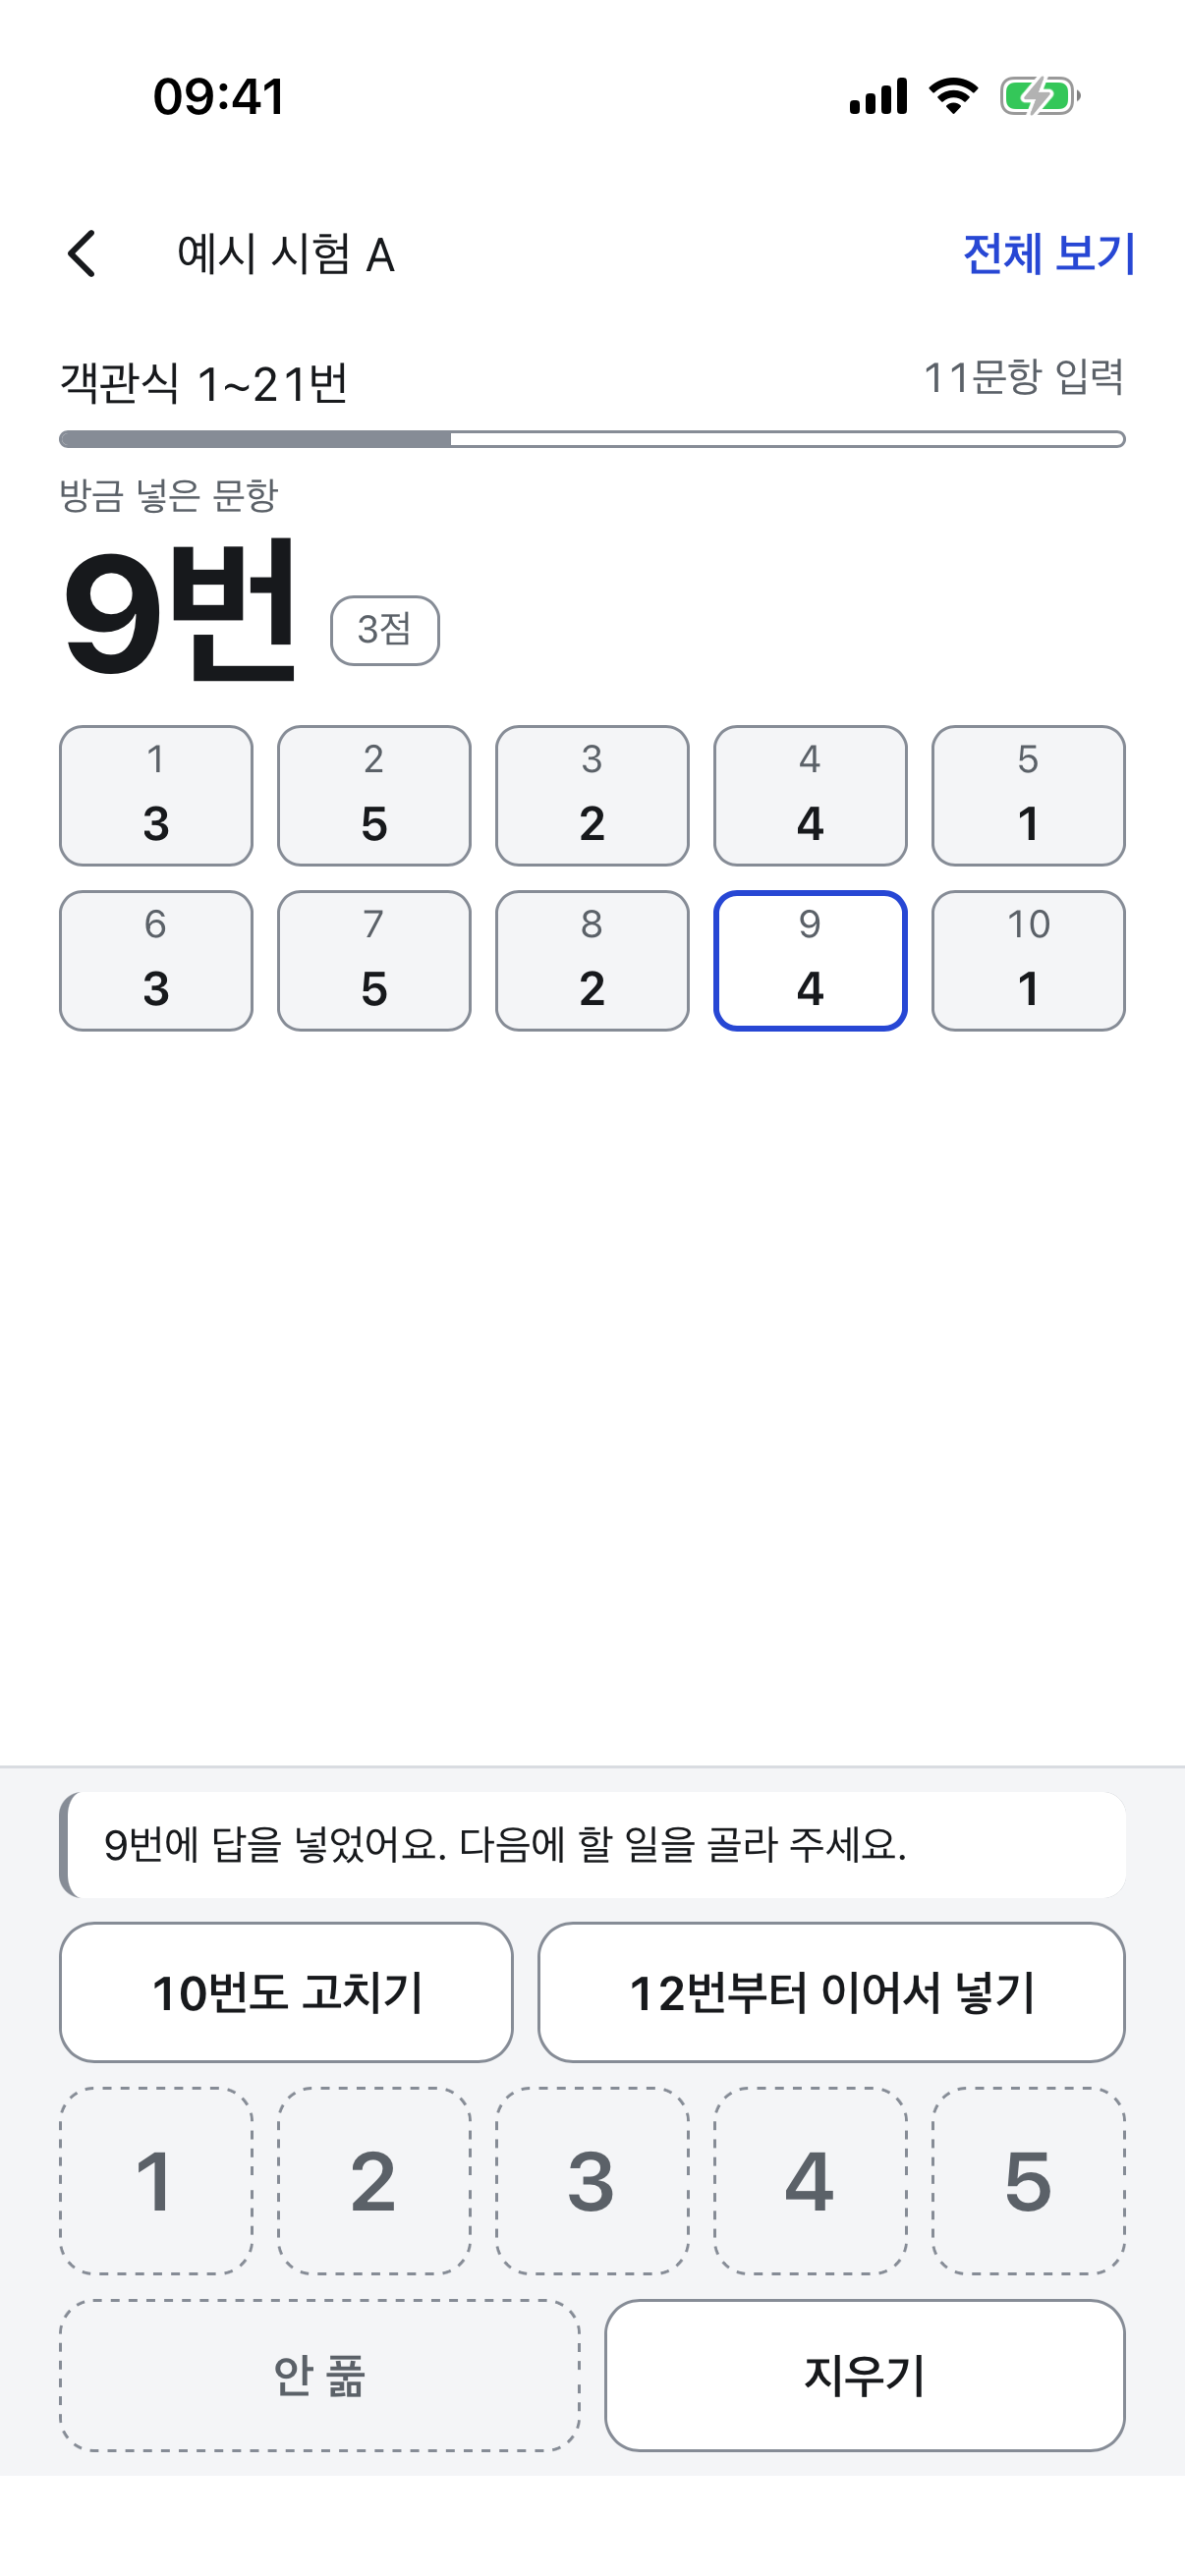 09:41
예시 시험 A
전체 보기
객관식 1~21번
11문항 입력
방금 넣은 문항
9번
3점
1 2 3 4 5
3 5 2 4 1
6 7 8 9 10
3 5 2 4 1
9번에 답을 넣었어요. 다음에 할 일을 골라 주세요.
10번도 고치기
12번부터 이어서 넣기
1 2 3 4 5
안 풂
지우기